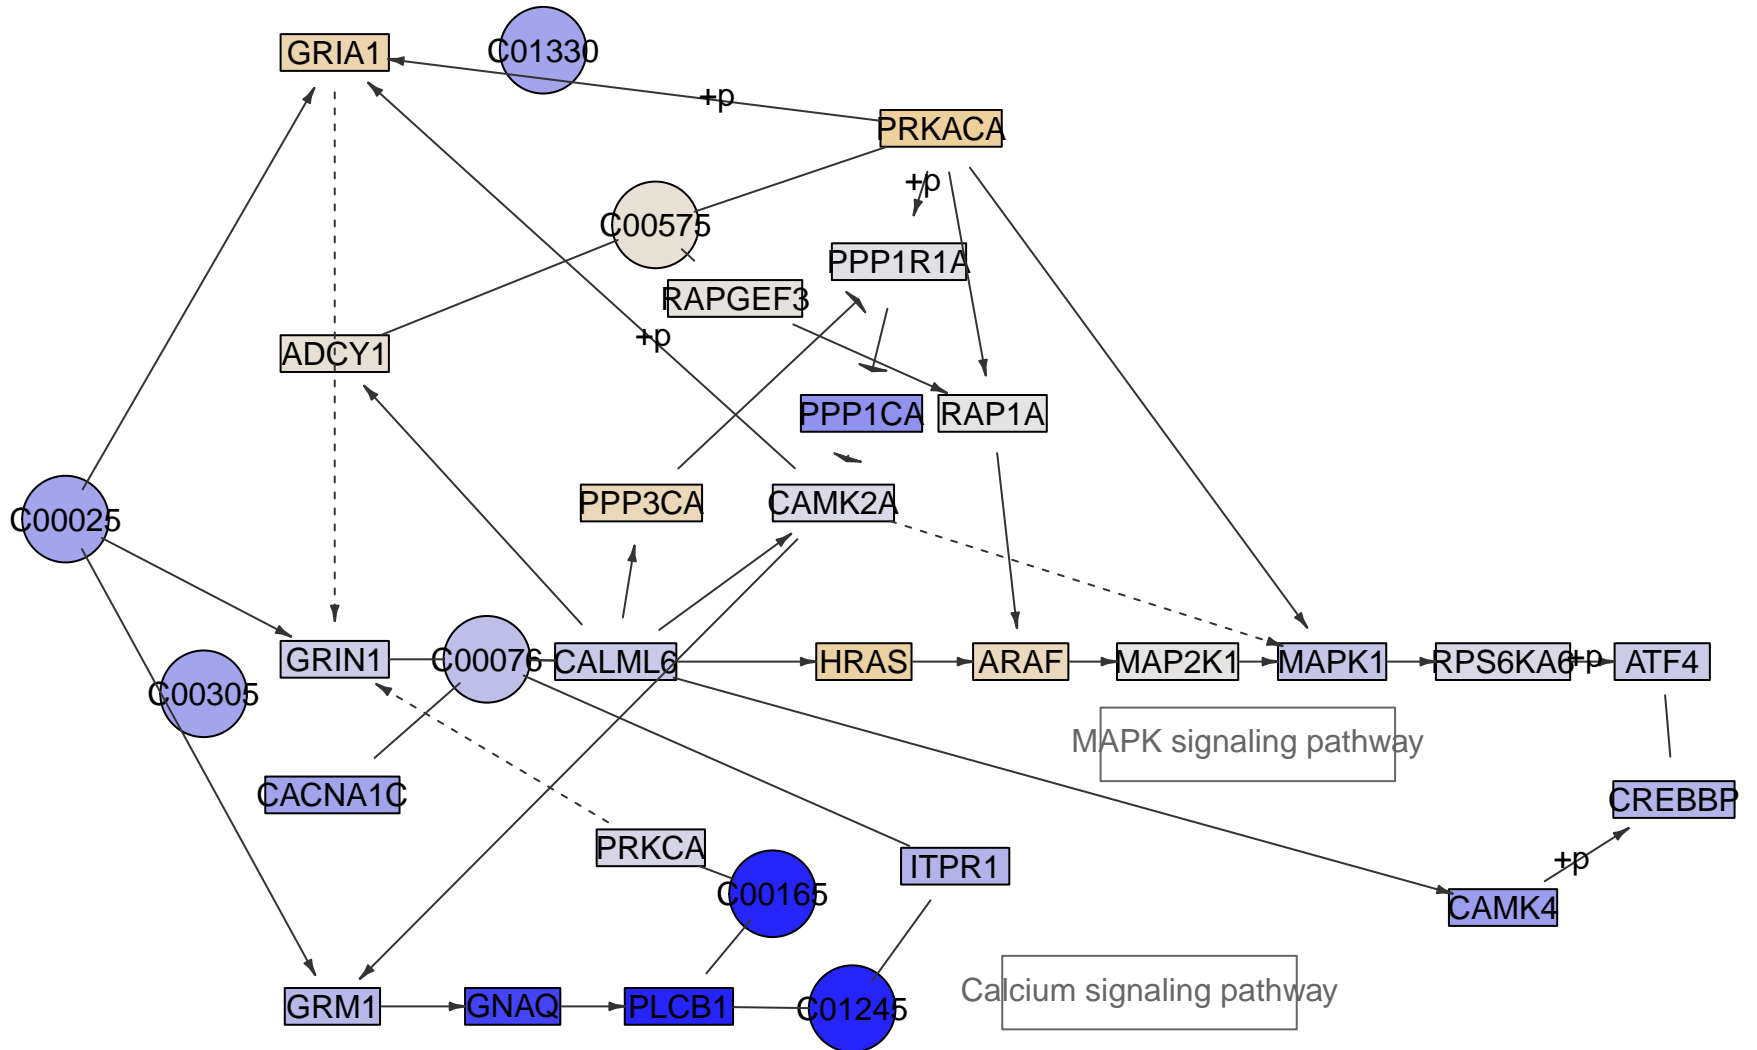 GRIA1
C01330
+p
PRKACA
+p
C00575
PPP1R1A
RAPGEF3
+p
ADCY1
PPP1CA
RAP1A
C00025
PPP3CA
CAMK2A
GRIN1
C00076
CALML6
HRAS
ARAF
MAP2K1
MAPK1
RPS6KA6
+p
ATF4
C00305
MAPK signaling pathway
CACNA1C
CREBBP
PRKCA
ITPR1
+p
C00165
CAMK4
GRM1
GNAQ
PLCB1
C01245
Calcium signaling pathway